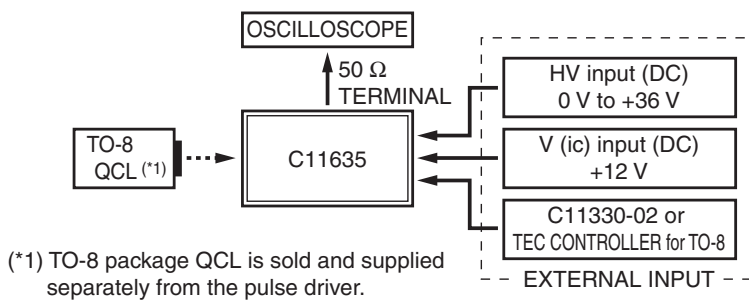 OSCILLOSCOPE
50 Ω
TERMINAL
HV input (DC)
0 V to +36 V
TO-8
QCL (*1)
C11635
V (ic) input (DC)
+12 V
C11330-02 or
TEC CONTROLLER for TO-8
EXTERNAL INPUT
(*1) TO-8 package QCL is sold and supplied
separately from the pulse driver.